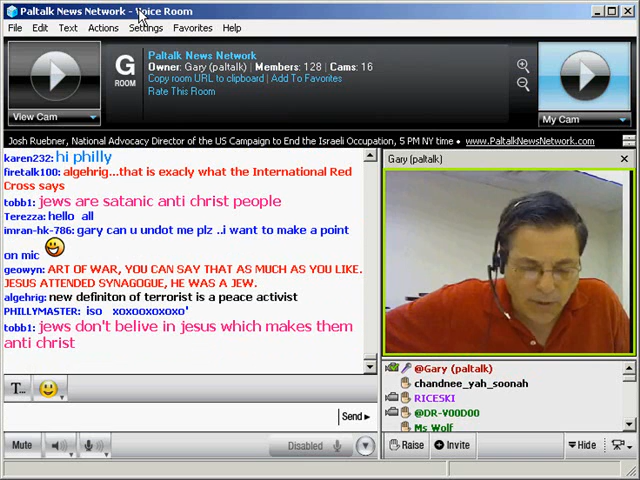 Paltalk News Network - Voice Room
File Edit Text Actions Settings Favorites Help
View Cam
G
ROOM
Paltalk News Network
Owner: Gary (paltalk) | Members: 128 | Cams: 16
Copy room URL to clipboard | Add To Favorites
Rate This Room
My Cam
Josh Ruebner, National Advocacy Director of the US Campaign to End the Israeli Occupation, 5 PM NY time • www.PaltalkNewsNetwork.com
karen232: hi philly
firetalk100: algehrig...that is exacly what the International Red
Cross says
tobb1: jews are satanic anti christ people
Terezza: hello all
imran-hk-786: gary can u undot me plz ..i want to make a point
on mic
geowyn: ART OF WAR, YOU CAN SAY THAT AS MUCH AS YOU LIKE.
JESUS ATTENDED SYNAGOGUE, HE WAS A JEW.
algehrig: new definiton of terrorist is a peace activist
PHILLYMASTER: iso xoxooxoxoxo'
tobb1: jews don't belive in jesus which makes them
anti christ
T...
Send
Mute
Disabled
Gary (paltalk)
@Gary (paltalk)
chandnee_yah_soonah
RICESKI
@DR-V00D00
Ms Wolf
Raise
Invite
Hide